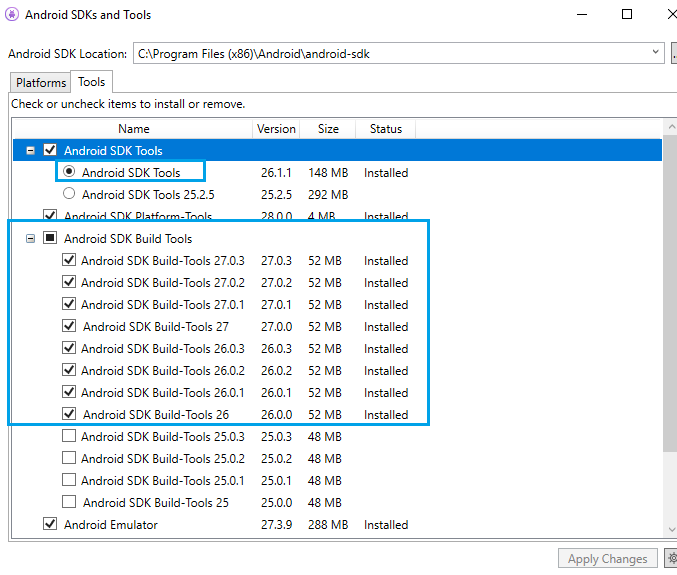 Android SDKs and Tools
Android SDK Location: C:\Program Files (x86)\Android\android-sdk ...
Platforms Tools
Check or uncheck items to install or remove.
Name Version Size Status
Android SDK Tools
Android SDK Tools 26.1.1 148 MB Installed
Android SDK Tools 25.2.5 25.2.5 292 MB
Android SDK Platform-Tools 28.0.0 4 MB Installed
Android SDK Build Tools
Android SDK Build-Tools 27.0.3 27.0.3 52 MB Installed
Android SDK Build-Tools 27.0.2 27.0.2 52 MB Installed
Android SDK Build-Tools 27.0.1 27.0.1 52 MB Installed
Android SDK Build-Tools 27 27.0.0 52 MB Installed
Android SDK Build-Tools 26.0.3 26.0.3 52 MB Installed
Android SDK Build-Tools 26.0.2 26.0.2 52 MB Installed
Android SDK Build-Tools 26.0.1 26.0.1 52 MB Installed
Android SDK Build-Tools 26 26.0.0 52 MB Installed
Android SDK Build-Tools 25.0.3 25.0.3 48 MB
Android SDK Build-Tools 25.0.2 25.0.2 48 MB
Android SDK Build-Tools 25.0.1 25.0.1 48 MB
Android SDK Build-Tools 25 25.0.0 48 MB
Android Emulator 27.3.9 288 MB Installed
Apply Changes